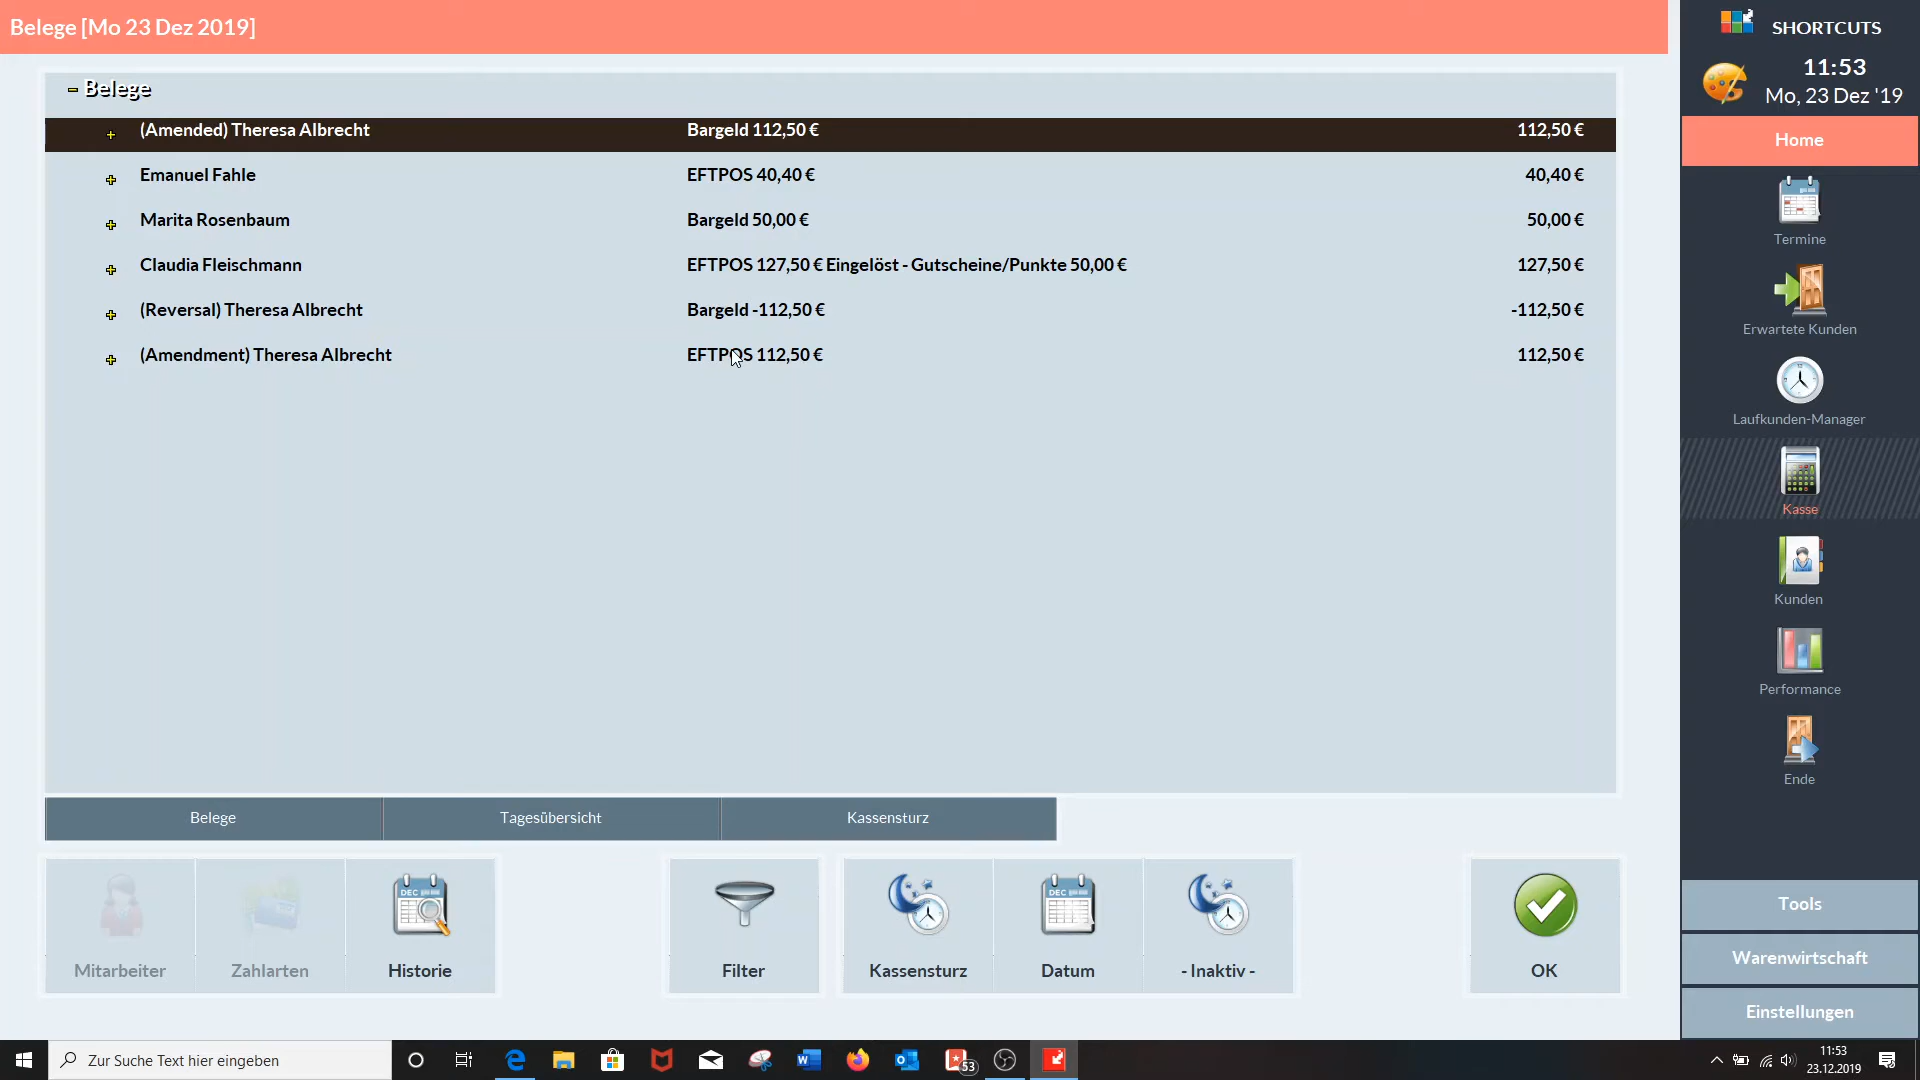 Belege [Mo 23 Dez 2019]
Belege
(Amended) Theresa Albrecht Bargeld 112,50 € 112,50 €
Emanuel Fahle EFTPOS 40,40 € 40,40 €
Marita Rosenbaum Bargeld 50,00 € 50,00 €
Claudia Fleischmann EFTPOS 127,50 € Eingelöst - Gutscheine/Punkte 50,00 € 127,50 €
(Reversal) Theresa Albrecht Bargeld -112,50 € -112,50 €
(Amendment) Theresa Albrecht EFTPOS 112,50 € 112,50 €
Belege Tagesübersicht Kassensturz
DEC DEC
Mitarbeiter Zahlarten Historie Filter Kassensturz Datum - Inaktiv - OK
SHORTCUTS
11:53
Mo, 23 Dez '19
Home
Termine
Erwartete Kunden
Laufkunden-Manager
Kasse
Kunden
Performance
Ende
Tools
Warenwirtschaft
Einstellungen
Zur Suche Text hier eingeben
53
11:53
23.12.2019